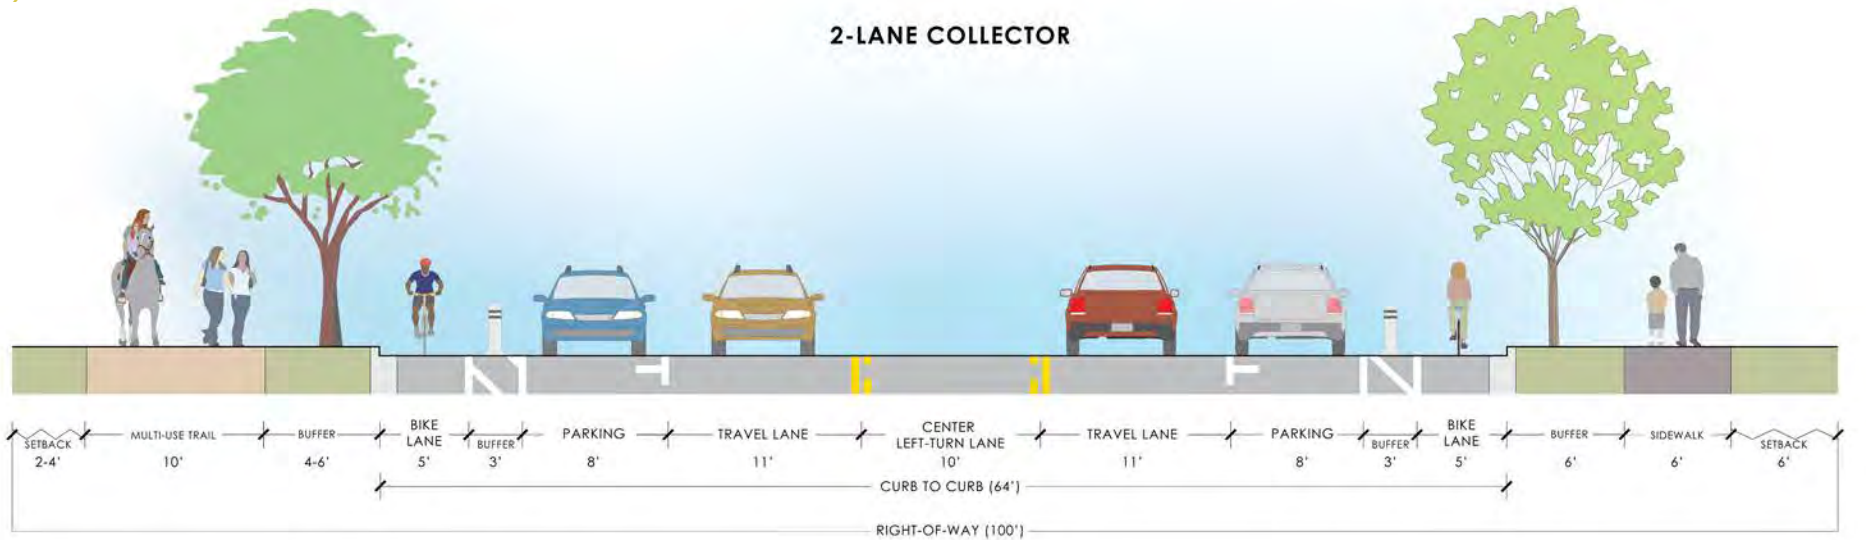 2-LANE COLLECTOR
SETBACK
2-4'
MULTI-USE TRAIL
10'
BUFFER
4-6'
BIKE
LANE
5'
BUFFER
3'
PARKING
8'
TRAVEL LANE
11'
CENTER
LEFT-TURN LANE
10'
TRAVEL LANE
11'
PARKING
8'
BUFFER
3'
BIKE
LANE
5'
BUFFER
6'
SIDEWALK
6'
SETBACK
6'
CURB TO CURB (64')
RIGHT-OF-WAY (100')